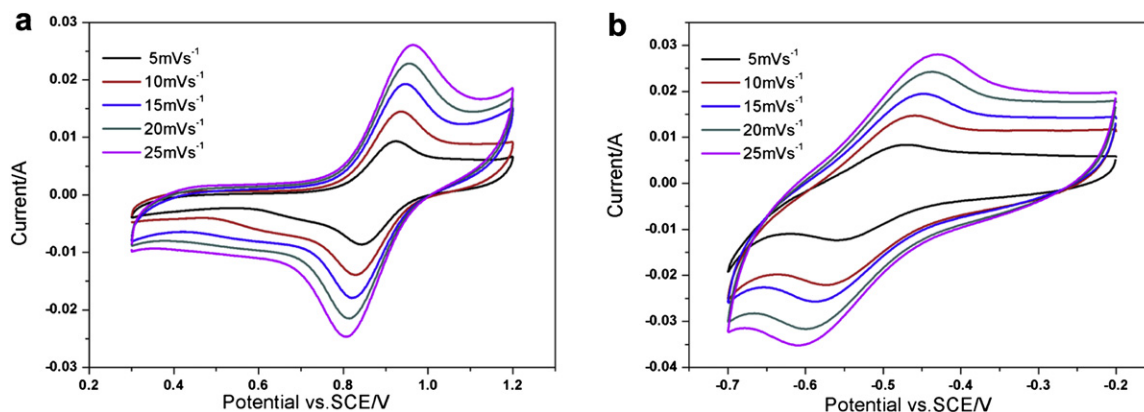 a
0.03
0.02
0.01
0.00
-0.01
-0.02
-0.03
Current/A
5mVs⁻¹
10mVs⁻¹
15mVs⁻¹
20mVs⁻¹
25mVs⁻¹
0.2 0.4 0.6 0.8 1.0 1.2
Potential vs.SCE/V
b
0.03
0.02
0.01
0.00
-0.01
-0.02
-0.03
-0.04
Current/A
5mVs⁻¹
10mVs⁻¹
15mVs⁻¹
20mVs⁻¹
25mVs⁻¹
-0.7 -0.6 -0.5 -0.4 -0.3 -0.2
Potential vs.SCE/V